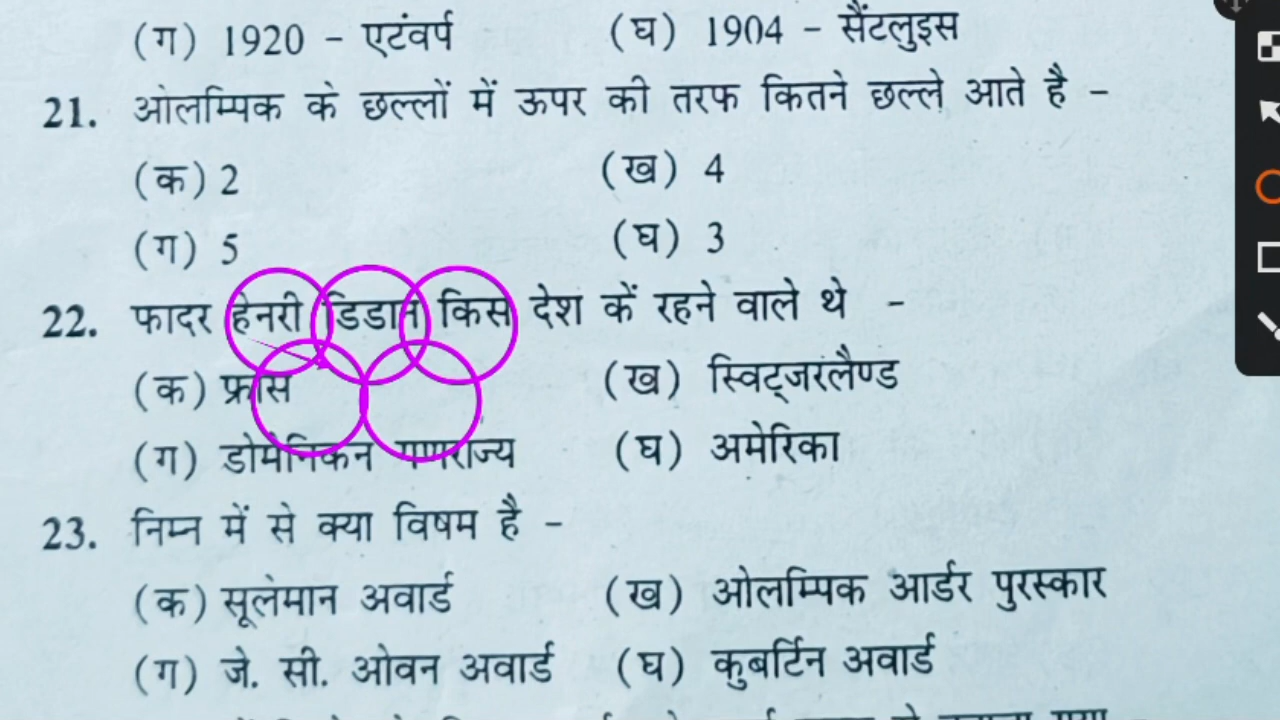 (ग) 1920 - एटंवर्प (घ) 1904 - सैंटलुइस
21. ओलम्पिक के छल्लों में ऊपर की तरफ कितने छल्ले आते है -
(क) 2 (ख) 4
(ग) 5 (घ) 3
22. फादर हेनरी डिडान किस देश कें रहने वाले थे -
(क) फ्रांस (ख) स्विट्जरलैण्ड
(ग) डोमेनिकन गणराज्य (घ) अमेरिका
23. निम्न में से क्या विषम है -
(क) सूलेमान अवार्ड (ख) ओलम्पिक आर्डर पुरस्कार
(ग) जे. सी. ओवन अवार्ड (घ) कुबर्टिन अवार्ड